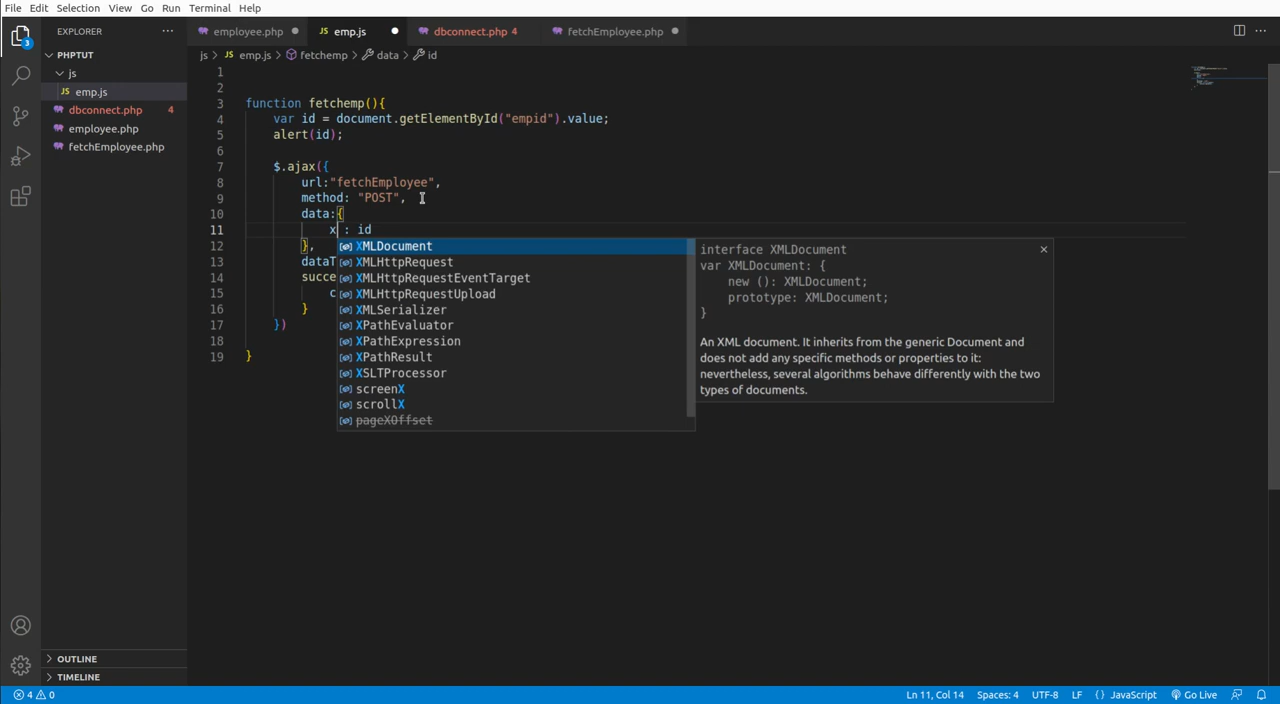 File Edit Selection View Go Run Terminal Help
EXPLORER
employee.php
emp.js
dbconnect.php 4
fetchEmployee.php
3
PHPTUT
js
emp.js
dbconnect.php 4
employee.php
fetchEmployee.php
js > JS emp.js > fetchemp > data > id
1
2
3 function fetchemp(){
4 var id = document.getElementById("empid").value;
5 alert(id);
6
7 $.ajax({
8 url:"fetchEmployee",
9 method: "POST",
10 data:{
11 x : id
12 },
13 dataT
14 succe
15 c
16 }
17 })
18
19 }
XMLDocument
XMLHttpRequest
XMLHttpRequestEventTarget
XMLHttpRequestUpload
XMLSerializer
XPathEvaluator
XPathExpression
XPathResult
XSLTProcessor
screenX
scrollX
pageXOffset
interface XMLDocument
var XMLDocument: {
new (): XMLDocument;
prototype: XMLDocument;
}
An XML document. It inherits from the generic Document and
does not add any specific methods or properties to it:
nevertheless, several algorithms behave differently with the two
types of documents.
OUTLINE
TIMELINE
4 0
Ln 11, Col 14 Spaces: 4 UTF-8 LF {} JavaScript Go Live